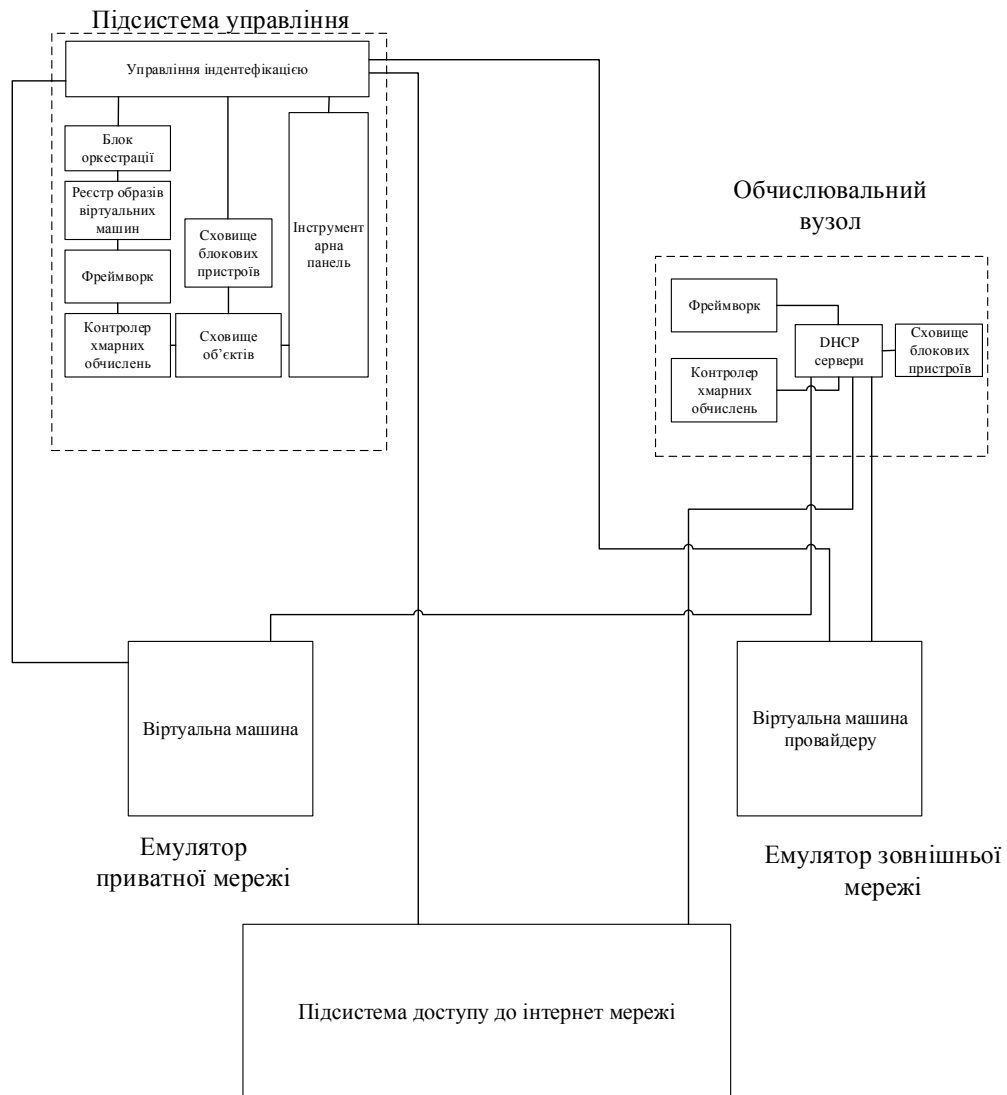 Підсистема управління
Управління індентефікацією
Блок
оркестрації
Реєстр образів
віртуальних
машин
Фреймворк
Контролер
хмарних
обчислень
Сховище
блокових
пристроїв
Сховище
об’єктів
Інструмент
арна
панель
Обчислювальний
вузол
Фреймворк
DHCP
сервери
Сховище
блокових
пристроїв
Контролер
хмарних
обчислень
Віртуальна машина
Емулятор
приватної мережі
Віртуальна машина
провайдеру
Емулятор зовнішньої
мережі
Підсистема доступу до інтернет мережі